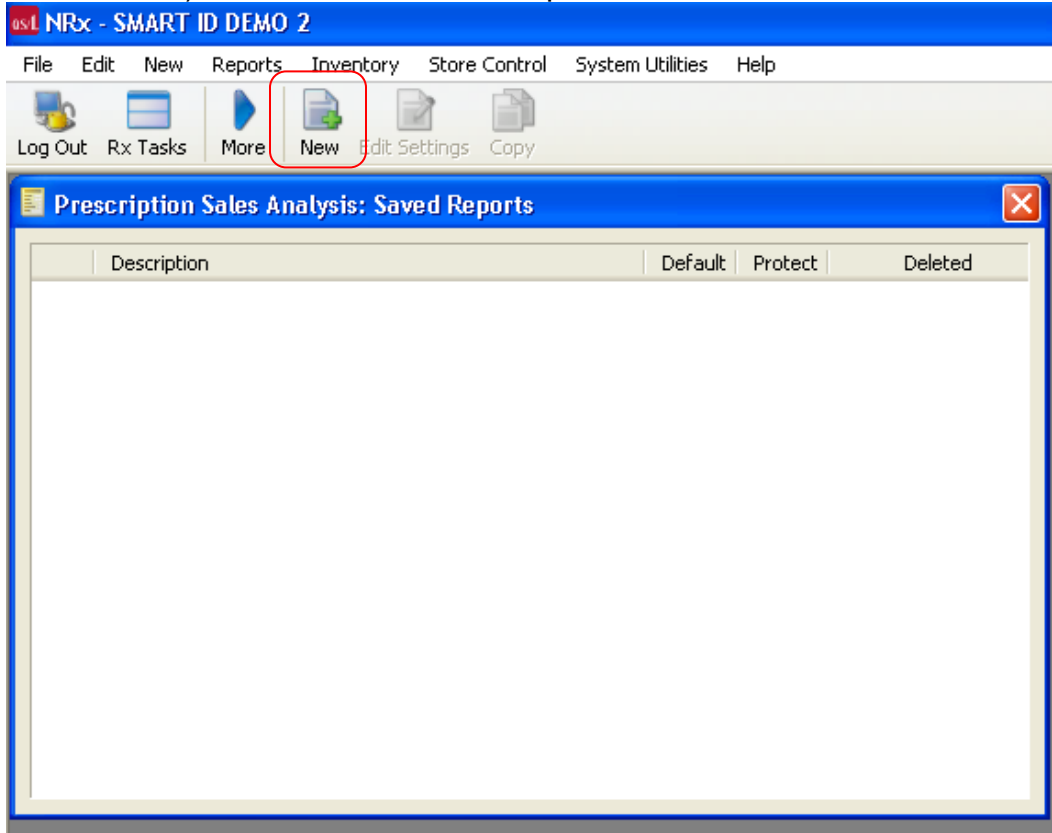 NRx - SMART ID DEMO 2
File Edit New Reports Inventory Store Control System Utilities Help
Log Out Rx Tasks More New Edit Settings Copy
Prescription Sales Analysis: Saved Reports
Description Default Protect Deleted